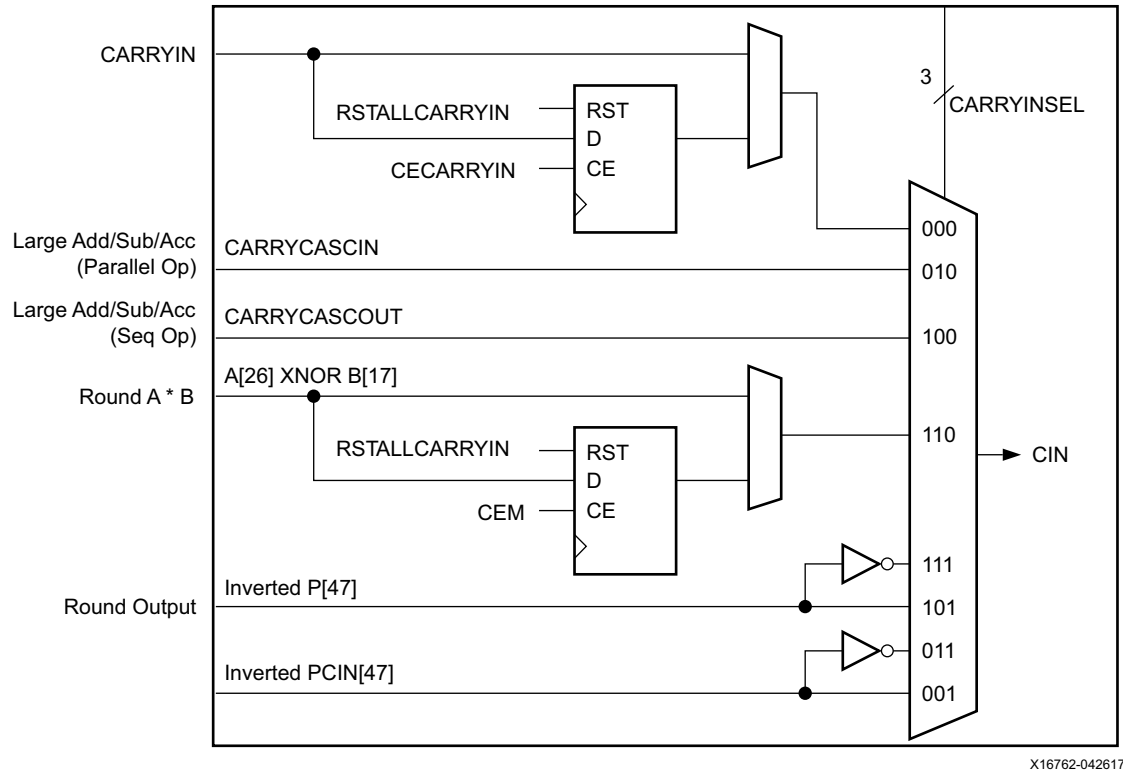 CARRYIN
3
CARRYINSEL
RSTALLCARRYIN
RST
D
CECARRYIN
CE
000
Large Add/Sub/Acc
(Parallel Op)
CARRYCASCIN
010
Large Add/Sub/Acc
(Seq Op)
CARRYCASCOUT
100
A[26] XNOR B[17]
Round A * B
110
RSTALLCARRYIN
RST
D
CEM
CE
CIN
111
Inverted P[47]
Round Output
101
011
Inverted PCIN[47]
001
X16762-042617